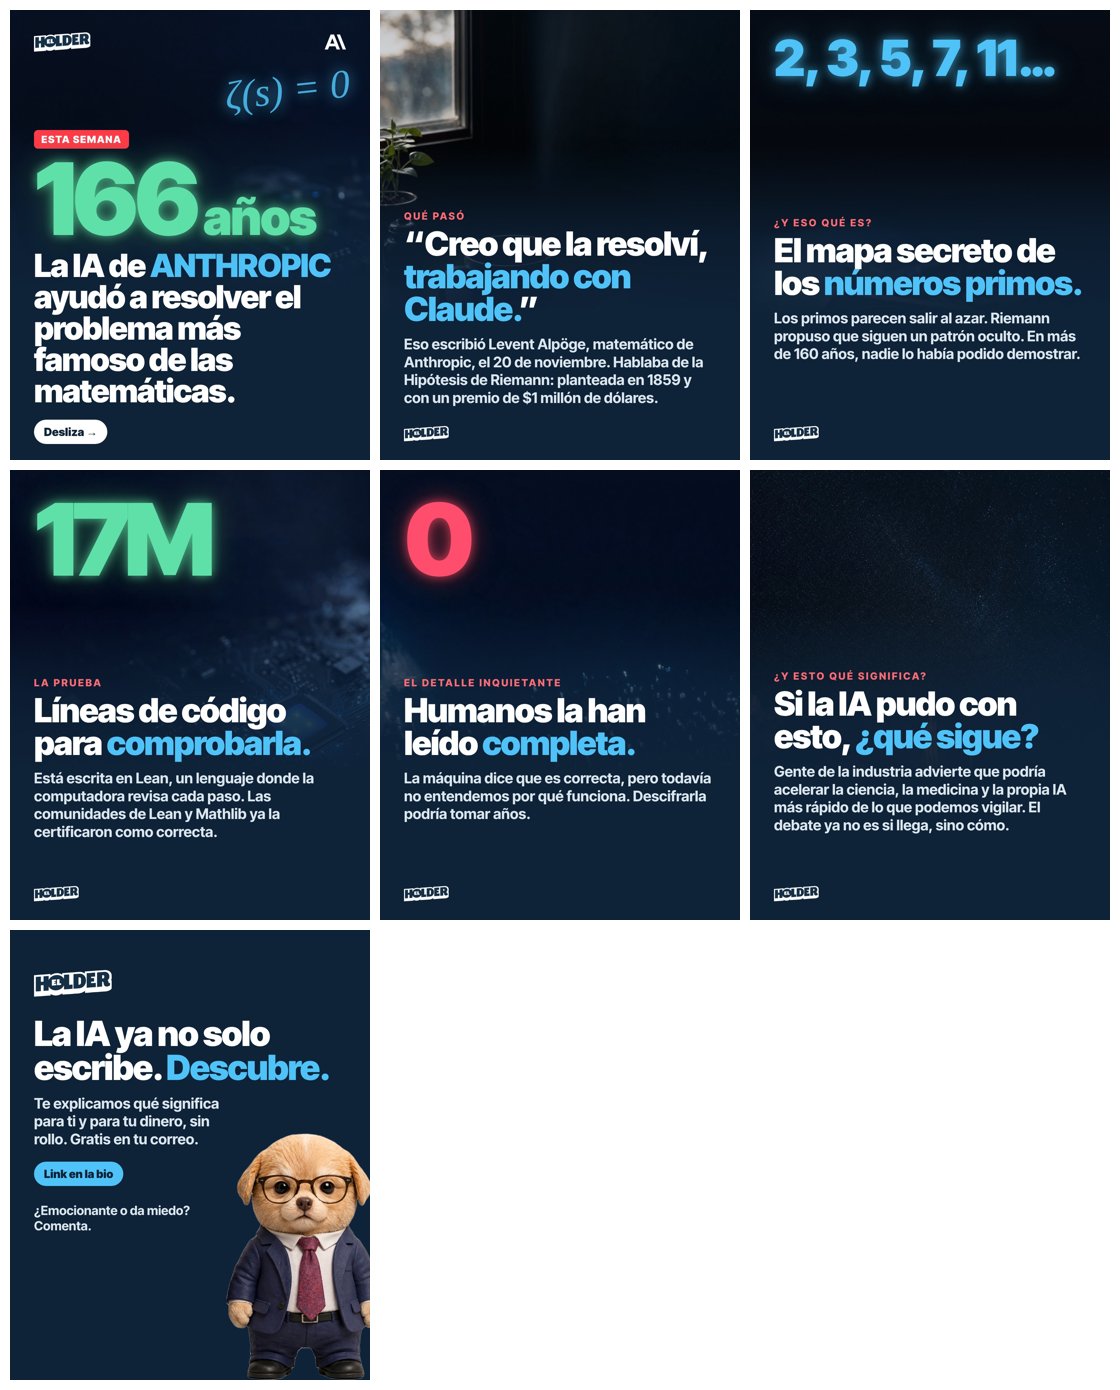 HOLDER
A\
ζ(s) = 0
ESTA SEMANA
166 años
La IA de ANTHROPIC
ayudó a resolver el
problema más
famoso de las
matemáticas.
Desliza →
QUÉ PASÓ
“Creo que la resolví,
trabajando con
Claude.”
Eso escribió Levent Alpöge, matemático de
Anthropic, el 20 de noviembre. Hablaba de la
Hipótesis de Riemann: planteada en 1859 y
con un premio de $1 millón de dólares.
HOLDER
2, 3, 5, 7, 11...
¿Y ESO QUÉ ES?
El mapa secreto de
los números primos.
Los primos parecen salir al azar. Riemann
propuso que siguen un patrón oculto. En más
de 160 años, nadie lo había podido demostrar.
HOLDER
17M
LA PRUEBA
Líneas de código
para comprobarla.
Está escrita en Lean, un lenguaje donde la
computadora revisa cada paso. Las
comunidades de Lean y Mathlib ya la
certificaron como correcta.
HOLDER
0
EL DETALLE INQUIETANTE
Humanos la han
leído completa.
La máquina dice que es correcta, pero todavía
no entendemos por qué funciona. Descifrarla
podría tomar años.
HOLDER
¿Y ESTO QUÉ SIGNIFICA?
Si la IA pudo con
esto, ¿qué sigue?
Gente de la industria advierte que podría
acelerar la ciencia, la medicina y la propia IA
más rápido de lo que podemos vigilar. El
debate ya no es si llega, sino cómo.
HOLDER
HOLDER
La IA ya no solo
escribe. Descubre.
Te explicamos qué significa
para ti y para tu dinero, sin
rollo. Gratis en tu correo.
Link en la bio
¿Emocionante o da miedo?
Comenta.